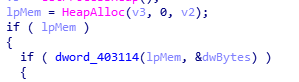 lpMem = HeapAlloc(v3, 0, v2);
if ( lpMem )
{
if ( dword_403114(lpMem, &dwBytes) )
{